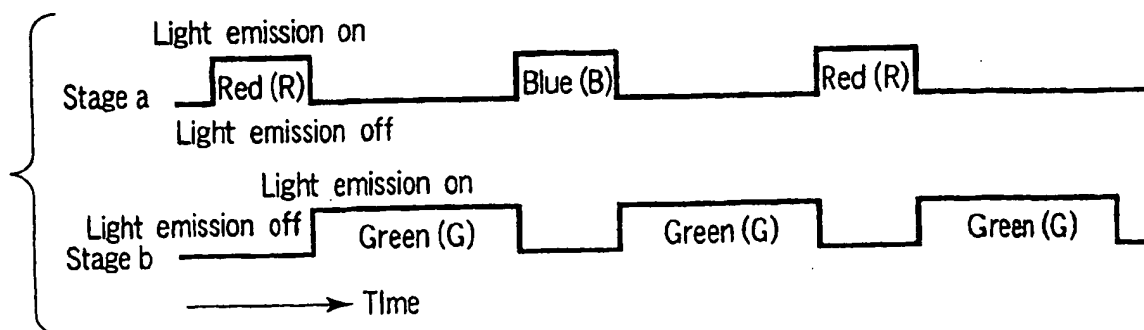 Light emission on
Stage a Red (R) Blue (B) Red (R)
Light emission off
Light emission on
Light emission off Green (G) Green (G) Green (G)
Stage b
TIme